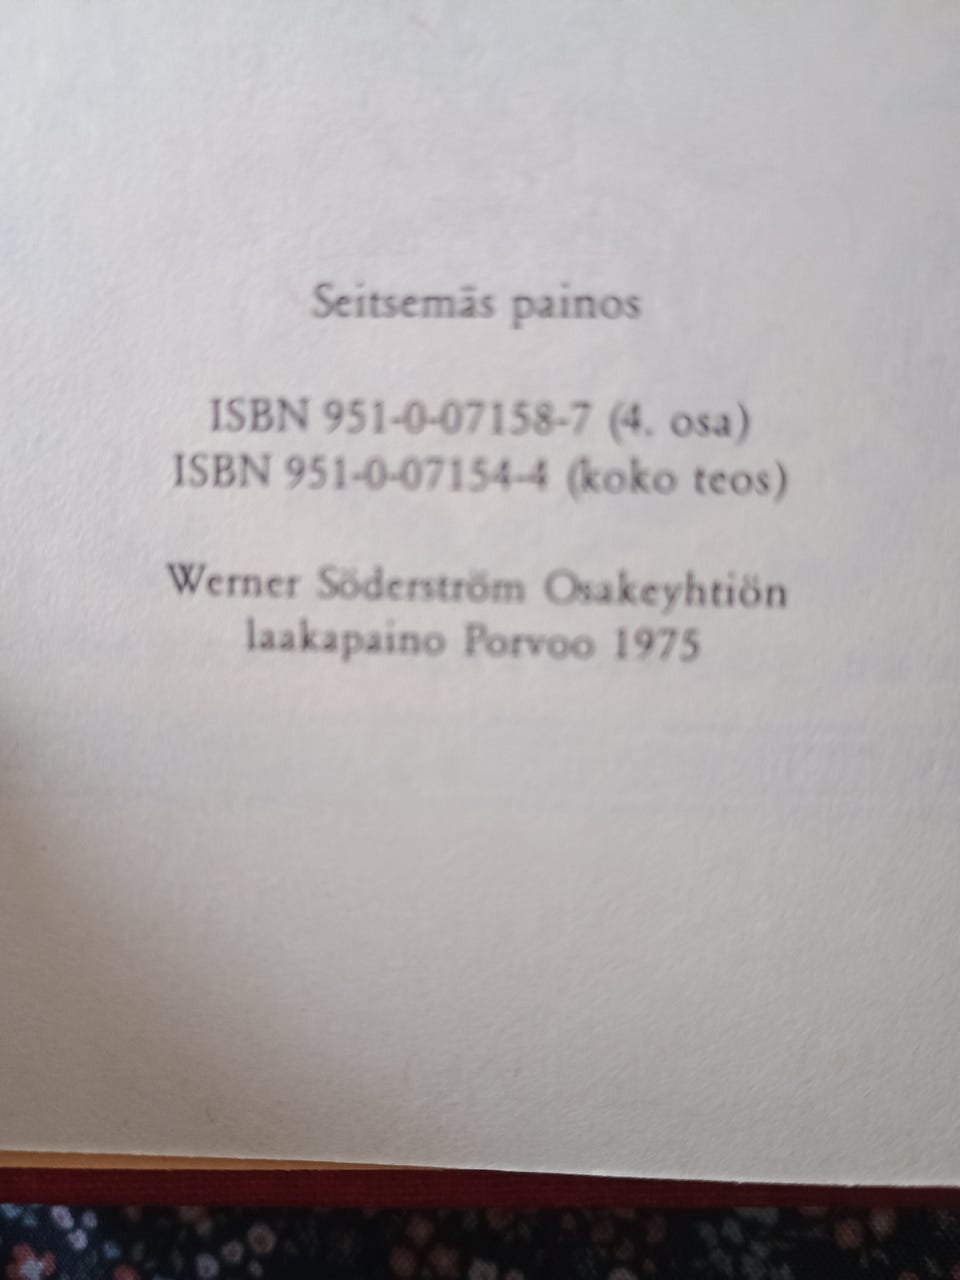 Seitsemäs painos
ISBN 951-0-07158-7 (4. osa)
ISBN 951-0-07154-4 (koko teos)
Werner Söderström Osakeyhtiön
laakapaino Porvoo 1975